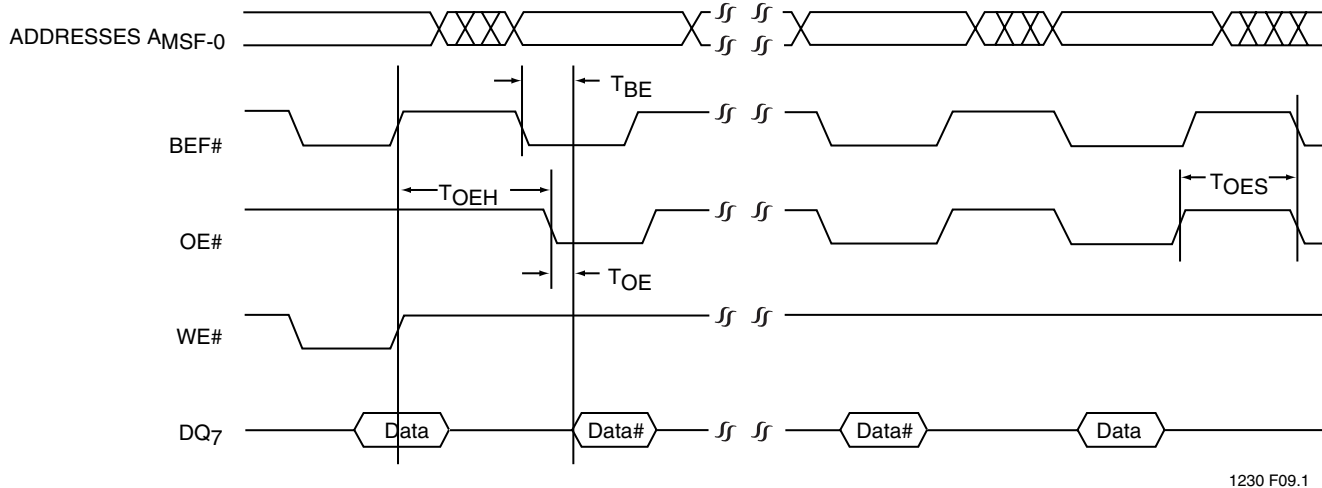 ADDRESSES AMSF-0
TBE
BEF#
TOEH
TOES
OE#
TOE
WE#
DQ7
Data
Data#
Data#
Data
1230 F09.1